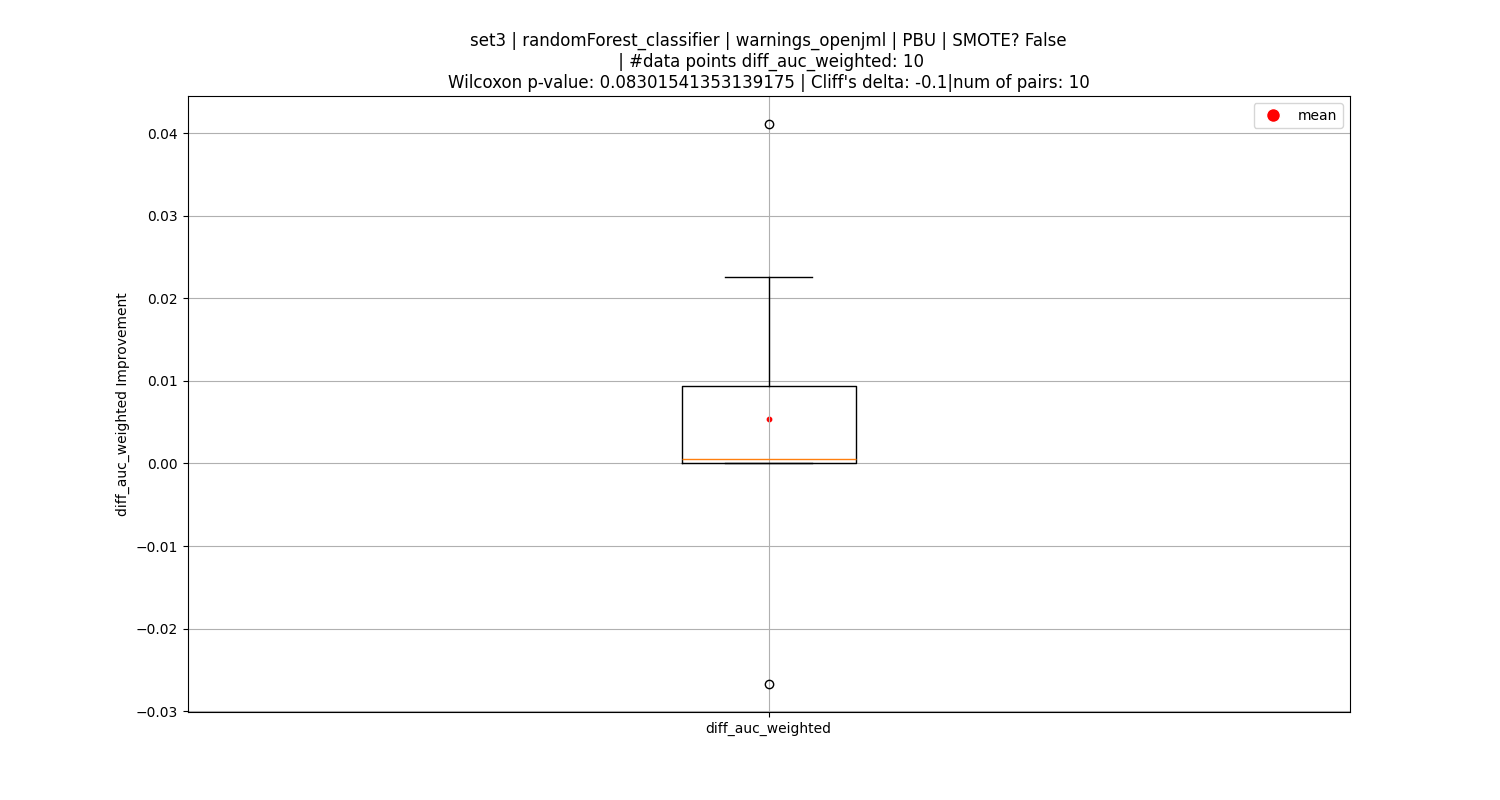 set3 | randomForest_classifier | warnings_openjml | PBU | SMOTE? False
| #data points diff_auc_weighted: 10
Wilcoxon p-value: 0.08301541353139175 | Cliff's delta: -0.1|num of pairs: 10
mean
0.04
0.03
0.02
0.01
0.00
−0.01
−0.02
−0.03
diff_auc_weighted Improvement
diff_auc_weighted